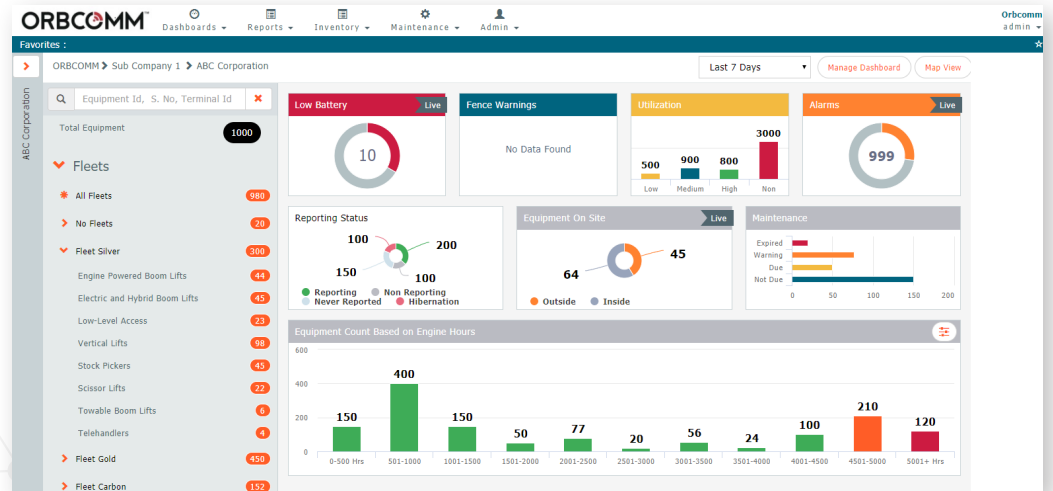 ORBCOMM™
Dashboards Reports Inventory Maintenance Admin
Orbcomm
admin
Favorites :
ORBCOMM > Sub Company 1 > ABC Corporation
Last 7 Days
Manage Dashboard
Map View
ABC Corporation
Equipment Id, S. No, Terminal Id
Total Equipment 1000
Fleets
All Fleets 980
No Fleets 20
Fleet Silver 300
Engine Powered Boom Lifts 44
Electric and Hybrid Boom Lifts 45
Low-Level Access 23
Vertical Lifts 98
Stock Pickers 45
Scissor Lifts 22
Towable Boom Lifts 6
Telehandlers 4
Fleet Gold 450
Fleet Carbon 152
Low Battery Live
10
Fence Warnings
No Data Found
Utilization
500 900 800 3000
Low Medium High Non
Alarms Live
999
Reporting Status
100 200
150 100
Reporting Non Reporting
Never Reported Hibernation
Equipment On Site Live
45
64
Outside Inside
Maintenance
Expired
Warning
Due
Not Due
0 50 100 150 200
Equipment Count Based on Engine Hours
600
400
200
0
150 400 150 50 77 20 56 24 100 210 120
0-500 Hrs 501-1000 1001-1500 1501-2000 2001-2500 2501-3000 3001-3500 3501-4000 4001-4500 4501-5000 5001+ Hrs